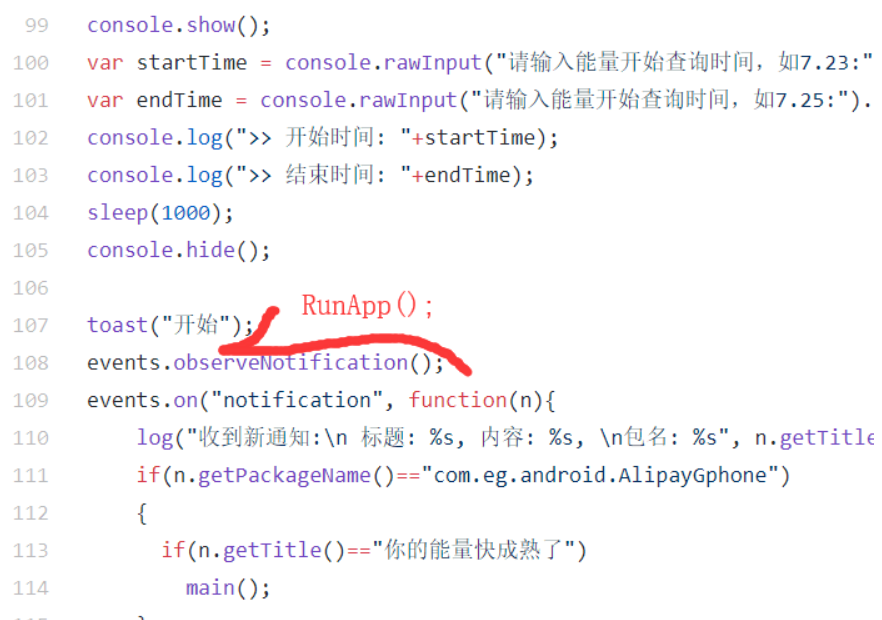 99 console.show();
100 var startTime = console.rawInput("请输入能量开始查询时间，如7.23:"
101 var endTime = console.rawInput("请输入能量开始查询时间，如7.25:").
102 console.log(">> 开始时间: "+startTime);
103 console.log(">> 结束时间: "+endTime);
104 sleep(1000);
105 console.hide();
106
RunApp();
107 toast("开始");
108 events.observeNotification();
109 events.on("notification", function(n){
110 log("收到新通知:\n 标题: %s, 内容: %s, \n包名: %s", n.getTitle
111 if(n.getPackageName()=="com.eg.android.AlipayGphone")
112 {
113 if(n.getTitle()=="你的能量快成熟了")
114 main();